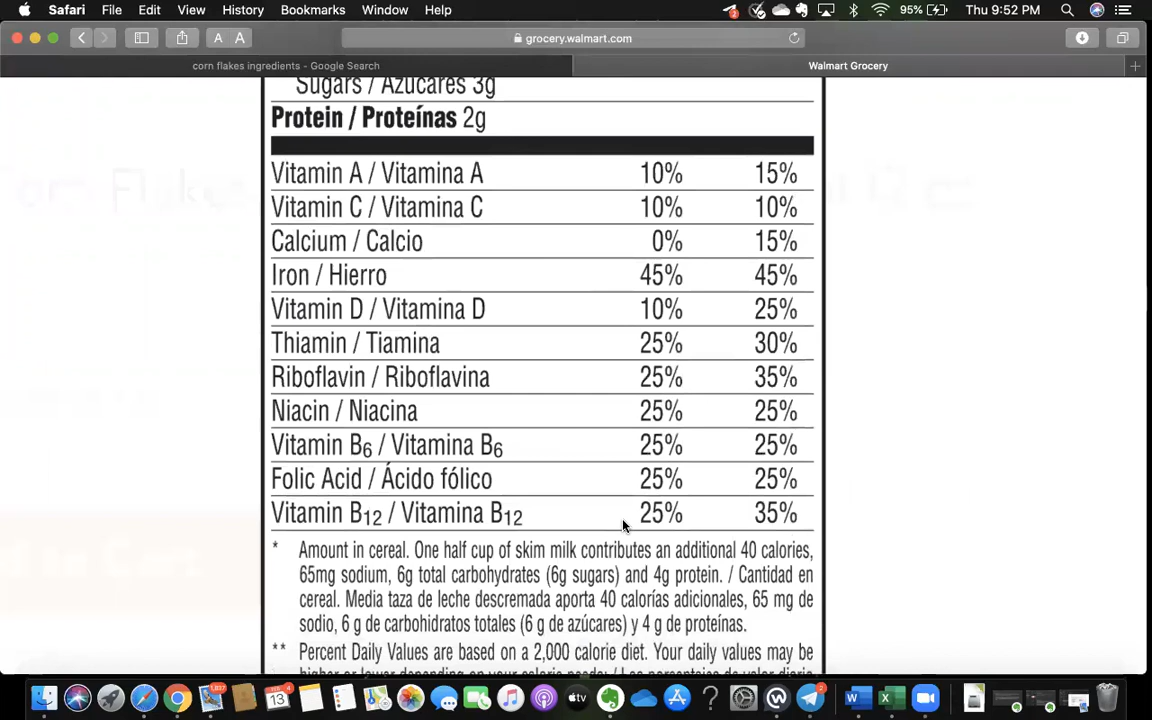 Safari File Edit View History Bookmarks Window Help 95% Thu 9:52 PM
A A grocery.walmart.com
corn flakes ingredients - Google Search Walmart Grocery
Sugars / Azúcares 3g
Protein / Proteínas 2g
Vitamin A / Vitamina A 10% 15%
Vitamin C / Vitamina C 10% 10%
Calcium / Calcio 0% 15%
Iron / Hierro 45% 45%
Vitamin D / Vitamina D 10% 25%
Thiamin / Tiamina 25% 30%
Riboflavin / Riboflavina 25% 35%
Niacin / Niacina 25% 25%
Vitamin B6 / Vitamina B6 25% 25%
Folic Acid / Ácido fólico 25% 25%
Vitamin B12 / Vitamina B12 25% 35%
* Amount in cereal. One half cup of skim milk contributes an additional 40 calories,
65mg sodium, 6g total carbohydrates (6g sugars) and 4g protein. / Cantidad en
cereal. Media taza de leche descremada aporta 40 calorías adicionales, 65 mg de
sodio, 6 g de carbohidratos totales (6 g de azúcares) y 4 g de proteínas.
** Percent Daily Values are based on a 2,000 calorie diet. Your daily values may be